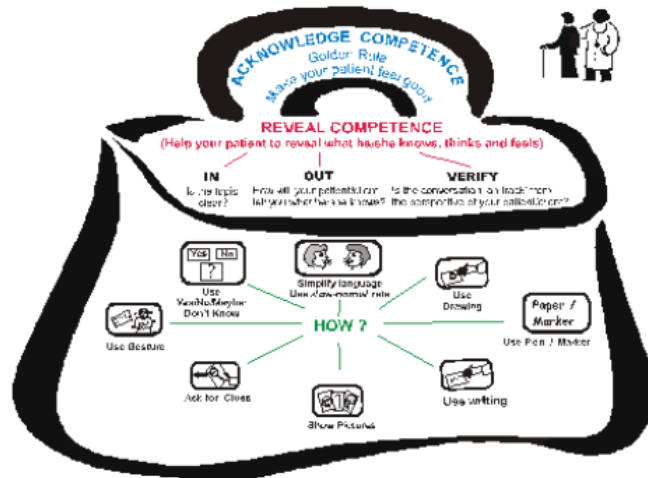 ACKNOWLEDGE COMPETENCE
Golden Rule
Make your patient feel good
REVEAL COMPETENCE
(Help your patient to reveal what he/she knows, thinks and feels)
IN
Is the topic
clear?
OUT
How will your patient/client
tell you what he/she knows?
VERIFY
Is the conversation 'on track' from
the perspective of your patient/client?
Yes No
?
Use
Yes/No/Maybe
Don't Know
Simplify language
Use slow-normal rate
Use
Drawing
Paper /
Marker
Use Pen / Marker
HOW ?
Use Gesture
Ask for Clues
Show Pictures
Use writing